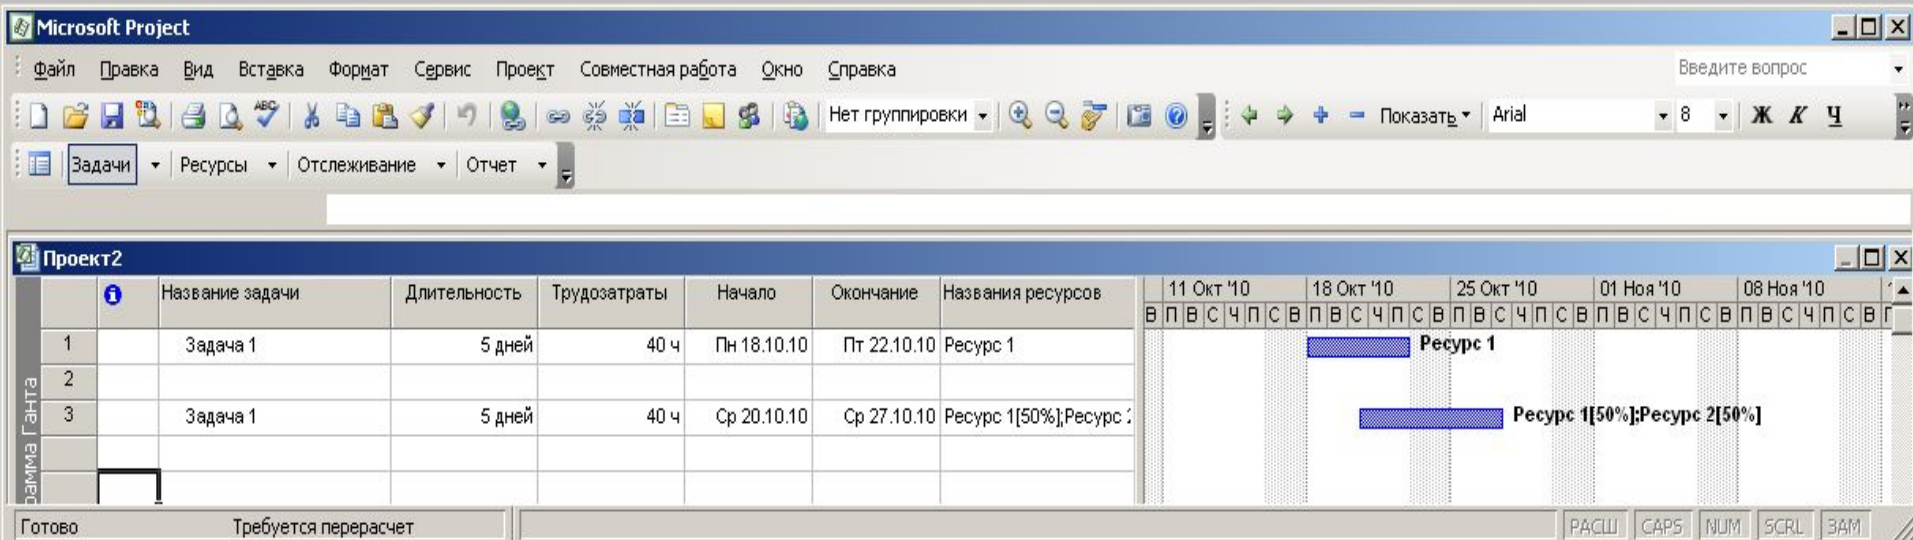 Microsoft Project
Файл Правка Вид Вставка Формат Сервис Проект Совместная работа Окно Справка Введите вопрос
ABC Нет группировки Показать Arial 8 Ж К Ч
Задачи Ресурсы Отслеживание Отчет
Проект2
Название задачи Длительность Трудозатраты Начало Окончание Названия ресурсов 11 Окт '10 18 Окт '10 25 Окт '10 01 Ноя '10 08 Ноя '10
В П В С Ч П С В П В С Ч П С В П В С Ч П С В П В С Ч П С В П В С Ч П С В
1 Задача 1 5 дней 40 ч Пн 18.10.10 Пт 22.10.10 Ресурс 1 Ресурс 1
2
3 Задача 1 5 дней 40 ч Ср 20.10.10 Ср 27.10.10 Ресурс 1[50%];Ресурс Ресурс 1[50%];Ресурс 2[50%]
рамма Ганта
Готово Требуется перерасчет РАСШ CAPS NUM SCRL ЗАМ